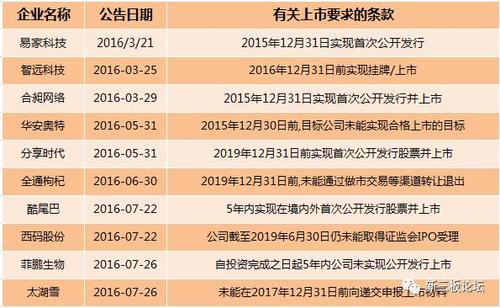 企业名称 公告日期 有关上市要求的条款
易家科技 2016/3/21 2015年12月31日实现首次公开发行
智远科技 2016-03-25 2016年12月31日前实现挂牌/上市
合昶网络 2016-03-29 2015年12月31日实现首次公开发行并上市
华安奥特 2016-05-31 2015年12月30日前,目标公司未能实现合格上市的目标
分享时代 2016-05-31 2019年12月31日前实现首次公开发行股票并上市
全通枸杞 2016-06-30 2019年12月31日前,未能通过做市交易等渠道转让退出
酷尾巴 2016-07-22 5年内实现在境内外首次公开发行股票并上市
西码股份 2016-07-22 公司截至2019年6月30日仍未能取得证监会IPO受理
菲鹏生物 2016-07-26 自投资完成之日起5年内公司未实现公开发行上市
太湖雪 2016-07-26 未能在2017年12月31日前向递交申报上市材料
新三板论坛